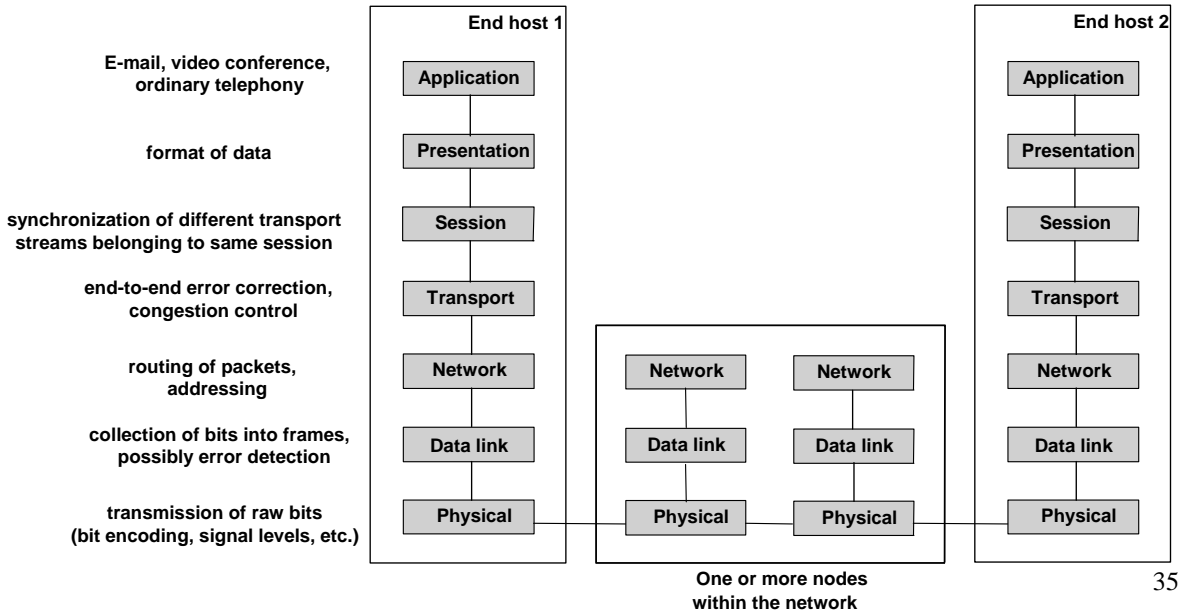 End host 1
End host 2
E-mail, video conference,
ordinary telephony
Application
Application
format of data
Presentation
Presentation
synchronization of different transport
streams belonging to same session
Session
Session
end-to-end error correction,
congestion control
Transport
Transport
routing of packets,
addressing
Network
Network
Network
Network
collection of bits into frames,
possibly error detection
Data link
Data link
Data link
Data link
transmission of raw bits
(bit encoding, signal levels, etc.)
Physical
Physical
Physical
Physical
One or more nodes
within the network
35